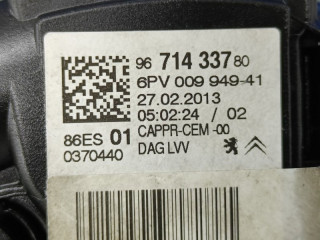 96 714 337 80
6PV 009 949-41
27.02.2013
05:02:24 / 02
86ES 01 CAPPR-CEM -00
0370440 DAG LVV